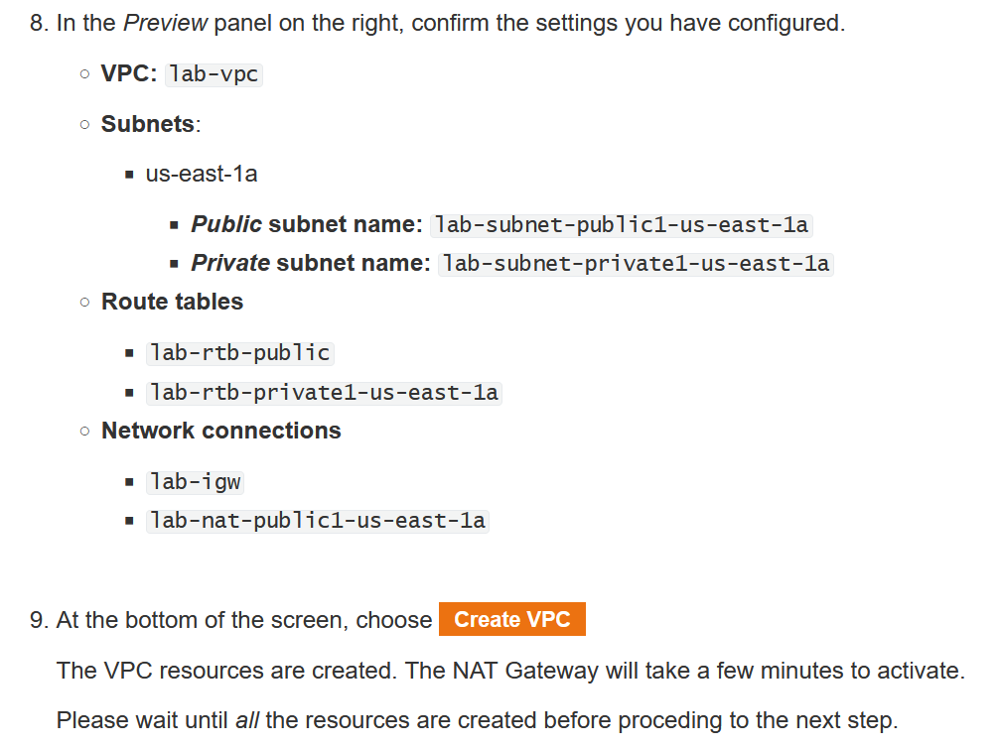 8. In the Preview panel on the right, confirm the settings you have configured.
VPC: lab-vpc
Subnets:
us-east-1a
Public subnet name: lab-subnet-public1-us-east-1a
Private subnet name: lab-subnet-private1-us-east-1a
Route tables
lab-rtb-public
lab-rtb-private1-us-east-1a
Network connections
lab-igw
lab-nat-public1-us-east-1a
9. At the bottom of the screen, choose Create VPC
The VPC resources are created. The NAT Gateway will take a few minutes to activate.
Please wait until all the resources are created before proceding to the next step.